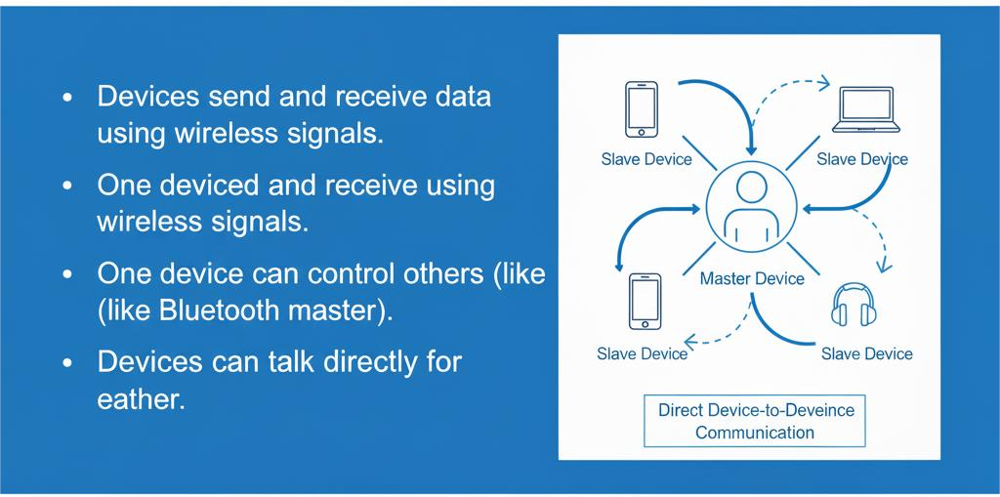 • Devices send and receive data
using wireless signals.
• One deviced and receive using
wireless signals.
• One device can control others (like
(like Bluetooth master).
• Devices can talk directly for
eather.
Slave Device
Slave Device
Master Device
Slave Device
Slave Device
Direct Device-to-Deveince
Communication